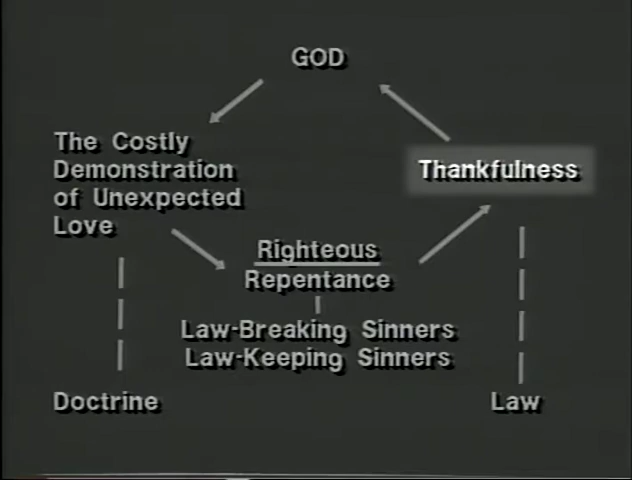 GOD
The Costly
Demonstration
of Unexpected
Love
Thankfulness
Righteous
Repentance
Law-Breaking Sinners
Law-Keeping Sinners
Doctrine
Law